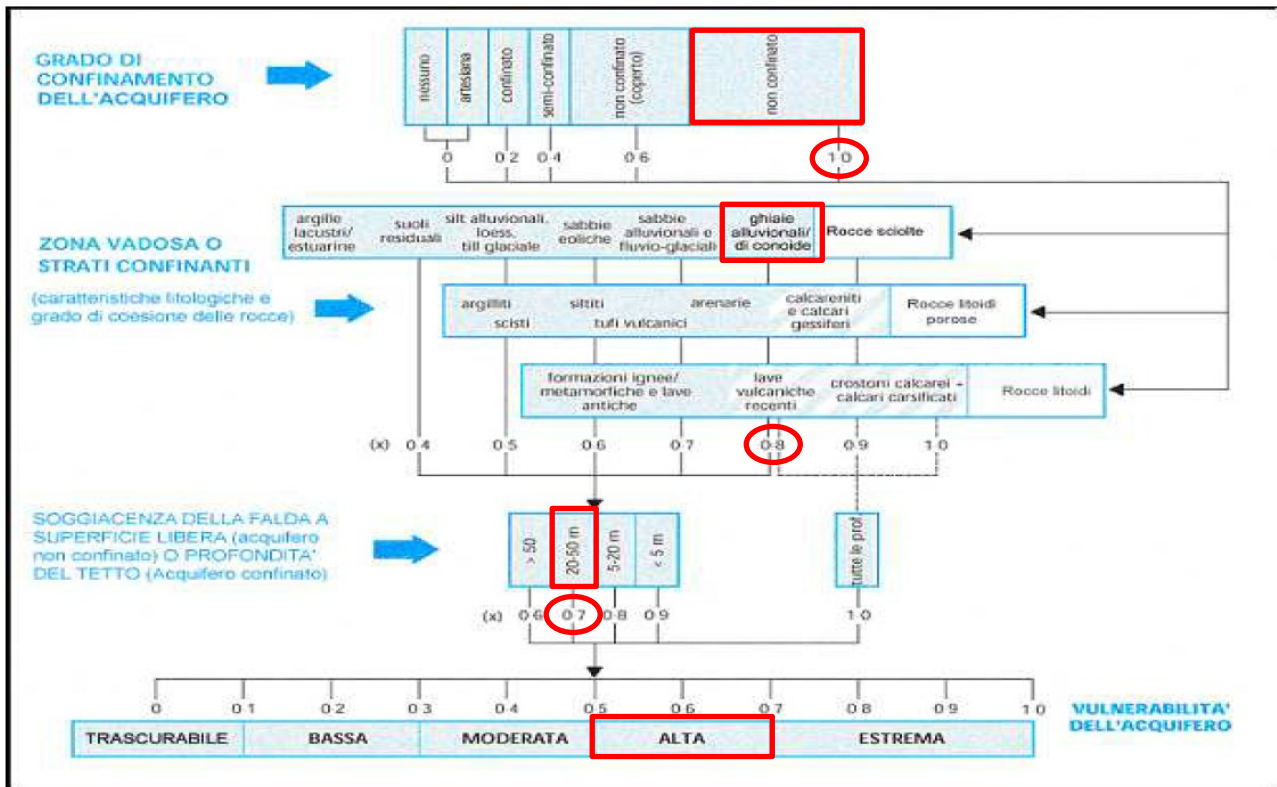 GRADO DI
CONFINAMENTO
DELL'ACQUIFERO
nessuno
artesiana
confinato
semi-confinato
non confinato
(coperto)
non confinato
0
0 2
0 4
0 6
1 0
ZONA VADOSA O
STRATI CONFINANTI
(caratteristiche litologiche e
grado di coesione delle rocce)
argille
lacustri/
estuarine
suoli
residuali
silt alluvionali,
loess,
till glaciale
sabbie
eoliche
sabbie
alluvionali e
fluvio-glaciali
ghiaie
alluvionali/
di conoide
Rocce sciolte
argilliti
scisti
siltiti
tufi vulcanici
arenarie
calcareniti
e calcari
gessiferi
Rocce litoidi
porose
formazioni ignee/
metamorfiche e lave
antiche
lave
vulcaniche
recenti
crostoni calcarei -
calcari carsificati
Rocce litoidi
(x) 0 4
0 5
0 6
0 7
0 8
0 9
1 0
SOGGIACENZA DELLA FALDA A
SUPERFICIE LIBERA (acquifero
non confinato) O PROFONDITA'
DEL TETTO (Acquifero confinato)
> 50
20-50 m
5-20 m
< 5 m
tutte le prof.
(x) 0 6
0 7
0 8
0 9
1 0
0
0 1
0 2
0 3
0 4
0 5
0 6
0 7
0 8
0 9
1 0
TRASCURABILE
BASSA
MODERATA
ALTA
ESTREMA
VULNERABILITA'
DELL'ACQUIFERO